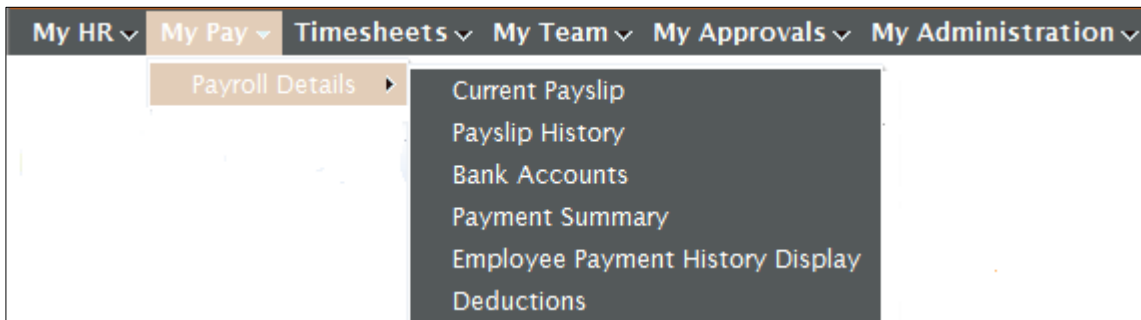 My HR My Pay Timesheets My Team My Approvals My Administration
Payroll Details
Current Payslip
Payslip History
Bank Accounts
Payment Summary
Employee Payment History Display
Deductions